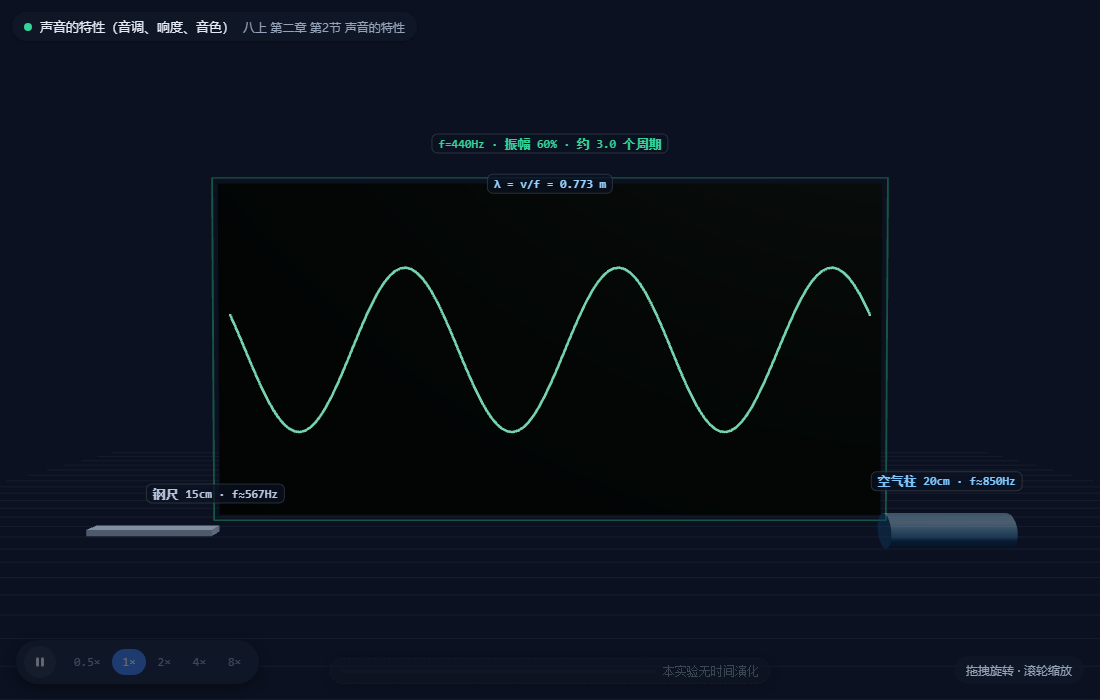 声音的特性（音调、响度、音色） 八上 第二章 第2节 声音的特性
f=440Hz · 振幅 60% · 约 3.0 个周期
λ = v/f = 0.773 m
钢尺 15cm · f≈567Hz
空气柱 20cm · f≈850Hz
0.5× 1× 2× 4× 8×
本实验无时间演化
拖拽旋转 · 滚轮缩放